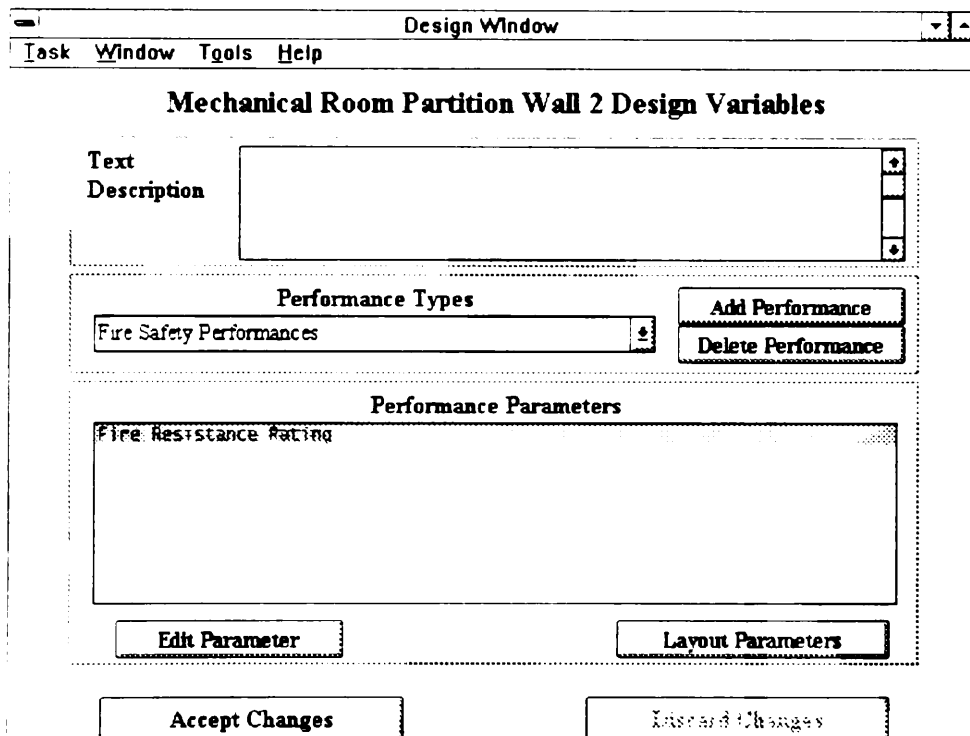 Design Window
Task Window Tools Help
Mechanical Room Partition Wall 2 Design Variables
Text
Description
Performance Types
Fire Safety Performances
Add Performance
Delete Performance
Performance Parameters
Fire Resistance Rating
Edit Parameter
Layout Parameters
Accept Changes
Discard Changes